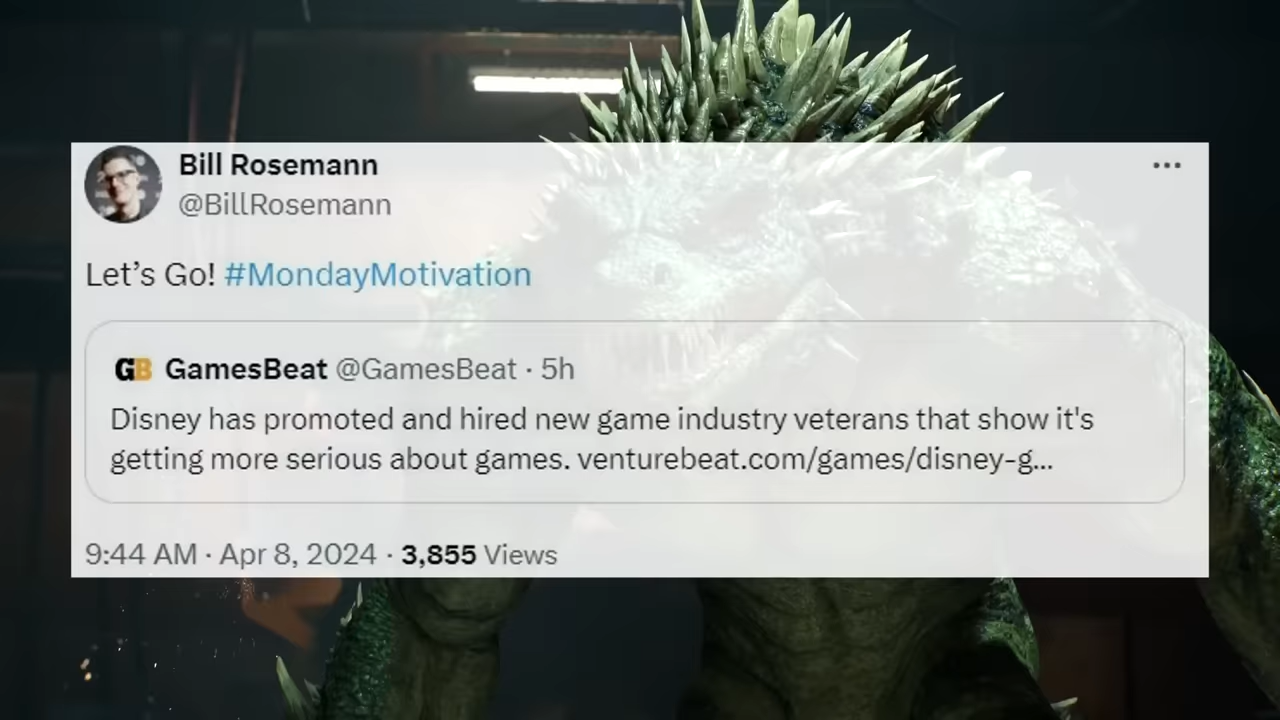 Bill Rosemann
@BillRosemann
Let’s Go! #MondayMotivation
GB GamesBeat @GamesBeat · 5h
Disney has promoted and hired new game industry veterans that show it's
getting more serious about games. venturebeat.com/games/disney-g...
9:44 AM · Apr 8, 2024 · 3,855 Views